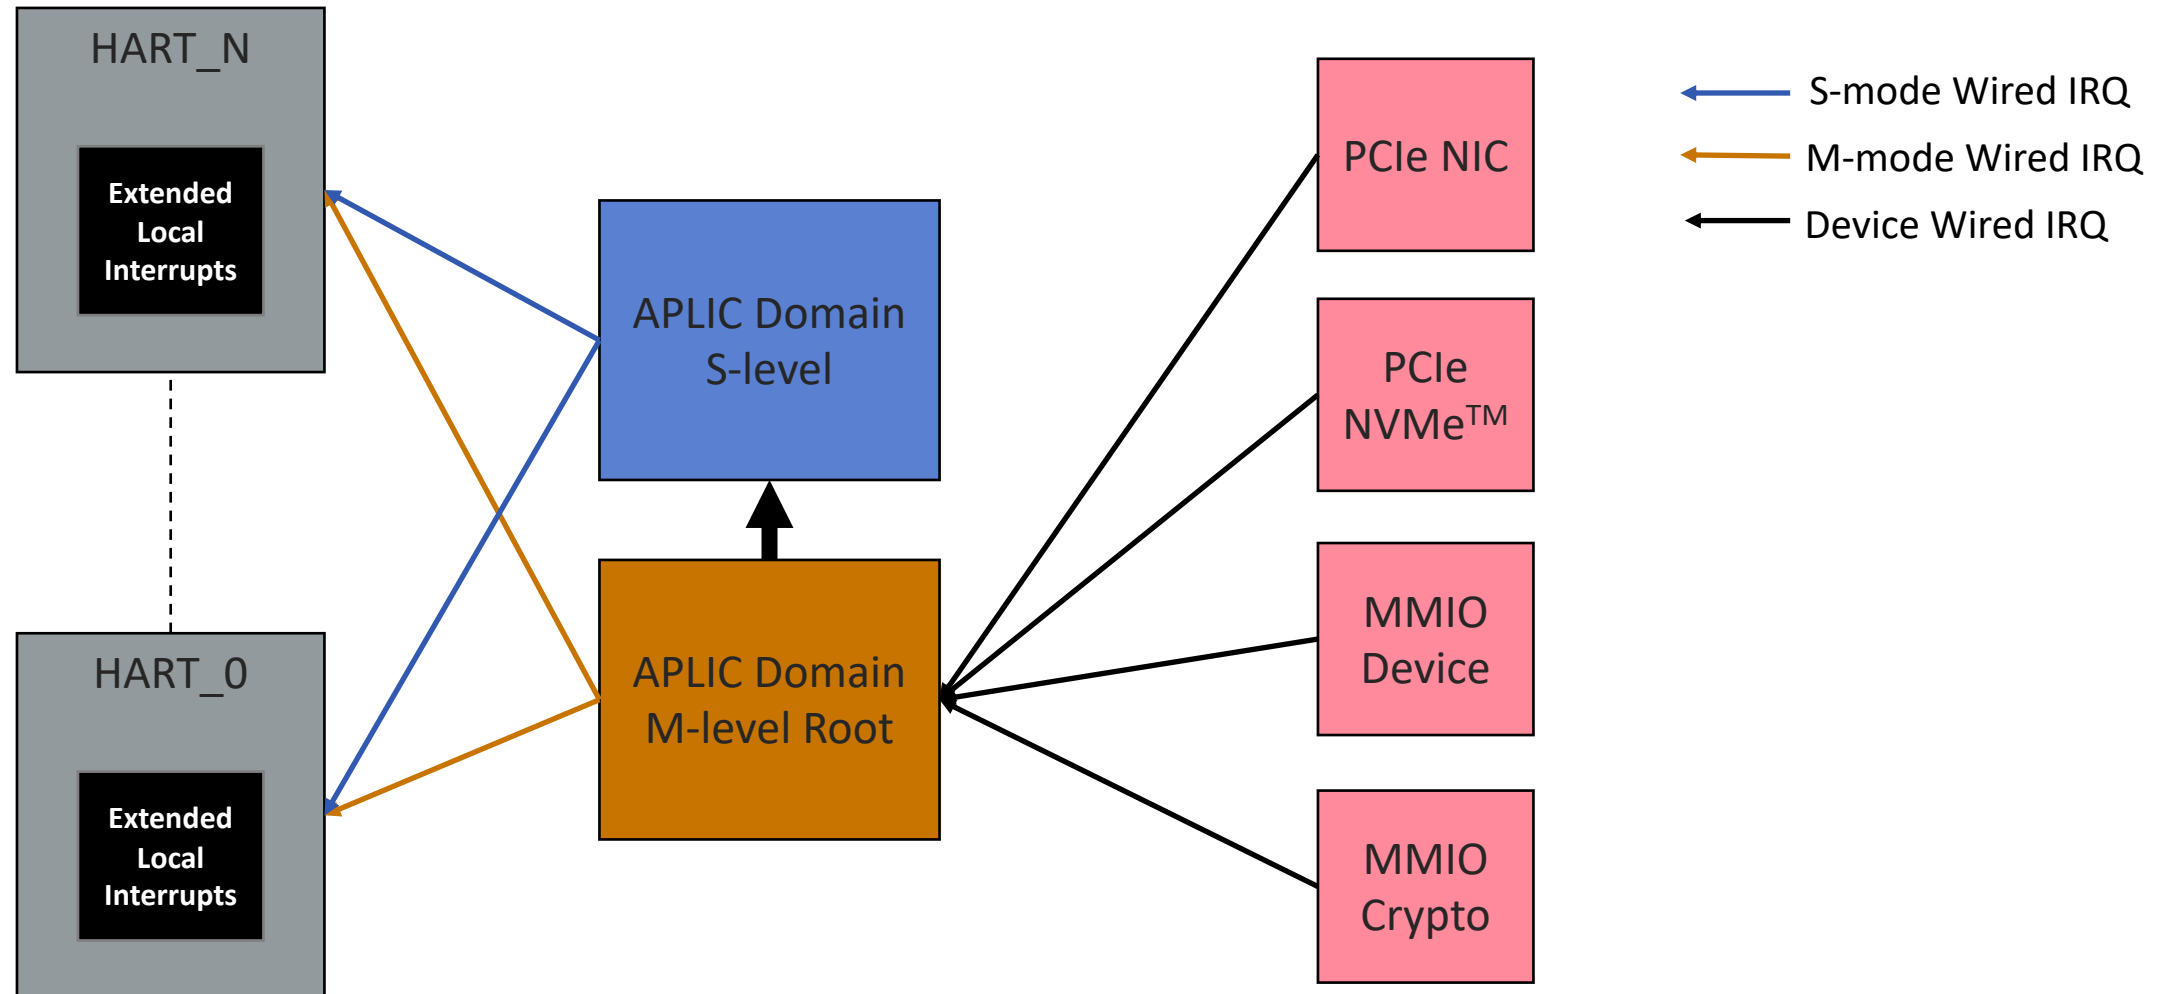 HART_N
Extended
Local
Interrupts
HART_0
Extended
Local
Interrupts
APLIC Domain
S-level
APLIC Domain
M-level Root
PCIe NIC
PCIe
NVMe™
MMIO
Device
MMIO
Crypto
S-mode Wired IRQ
M-mode Wired IRQ
Device Wired IRQ